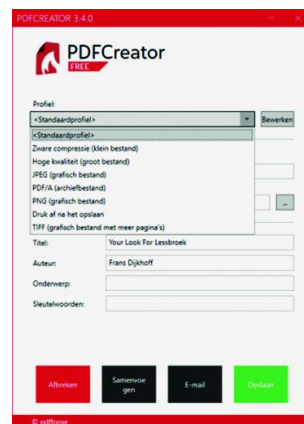 PDFCREATOR 3.4.0
PDFCreator
FREE
Profiel:
<Standaardprofiel>
Bewerken
<Standaardprofiel>
Zware compressie (klein bestand)
Hoge kwaliteit (groot bestand)
JPEG (grafisch bestand)
PDF/A (archiefbestand)
PNG (grafisch bestand)
...
Druk af na het opslaan
TIFF (grafisch bestand met meer pagina's)
Titel:
Your Look For Lessbroek
Auteur:
Frans Dijkhoff
Onderwerp:
Sleutelwoorden:
Afbreken
Samenvoe
gen
E-mail
Opslaan
© pdfforge